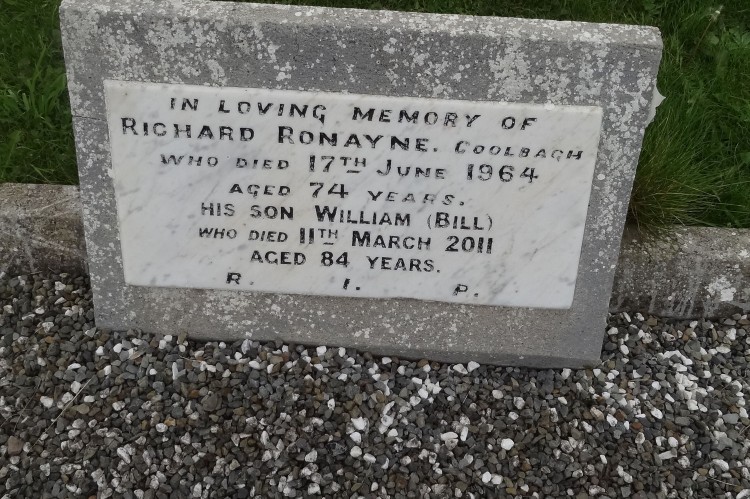 IN LOVING MEMORY OF
RICHARD RONAYNE. COOLBAGH
WHO DIED 17TH JUNE 1964
AGED 74 YEARS.
HIS SON WILLIAM (BILL)
WHO DIED 11TH MARCH 2011
AGED 84 YEARS.
R. I. P.